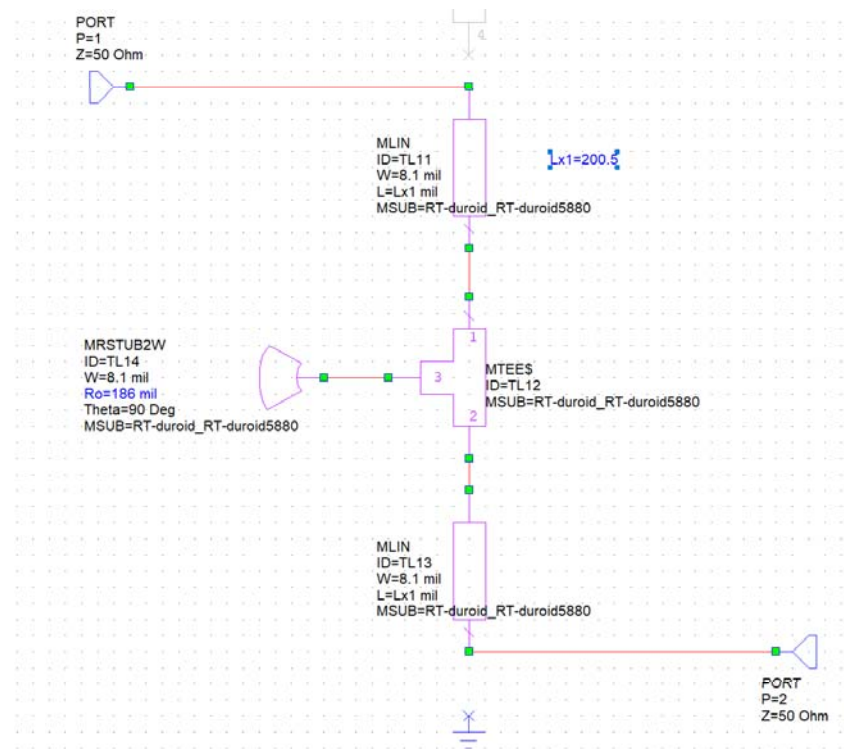 PORT
P=1
Z=50 Ohm
4
MLIN
ID=TL11
W=8.1 mil
L=Lx1 mil
MSUB=RT-duroid_RT-duroid5880
Lx1=200.5
MRSTUB2W
ID=TL14
W=8.1 mil
Ro=186 mil
Theta=90 Deg
MSUB=RT-duroid_RT-duroid5880
1
3
2
MTEE$
ID=TL12
MSUB=RT-duroid_RT-duroid5880
MLIN
ID=TL13
W=8.1 mil
L=Lx1 mil
MSUB=RT-duroid_RT-duroid5880
PORT
P=2
Z=50 Ohm